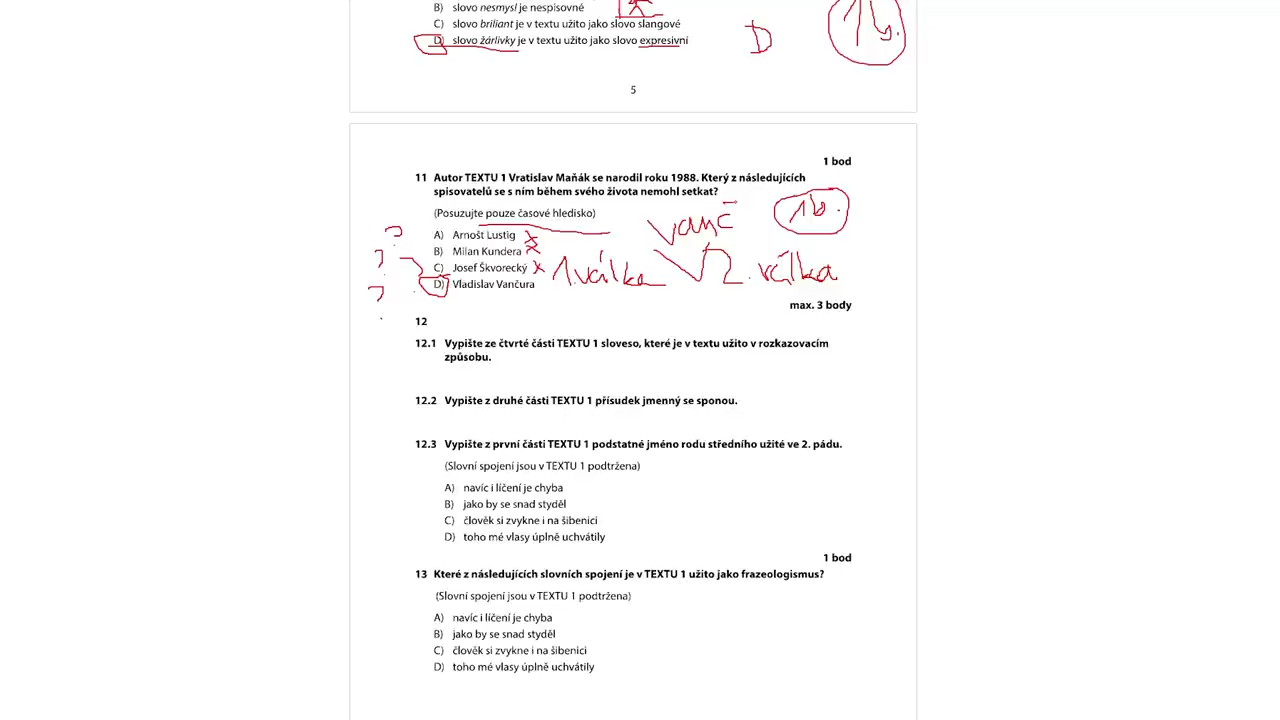 B) slovo nesmysl je nespisovné
C) slovo briliant je v textu užito jako slovo slangové
D) slovo žárlivky je v textu užito jako slovo expresivní
D
1b.
5
1 bod
11 Autor TEXTU 1 Vratislav Maňák se narodil roku 1988. Který z následujících
spisovatelů se s ním během svého života nemohl setkat?
(Posuzujte pouze časové hledisko)
1b.
Vanč
A) Arnošt Lustig x
B) Milan Kundera x
C) Josef Škvorecký x
1.válka 2. válka
D) Vladislav Vančura
max. 3 body
12
12.1 Vypište ze čtvrté části TEXTU 1 sloveso, které je v textu užito v rozkazovacím
způsobu.
12.2 Vypište z druhé části TEXTU 1 přísudek jmenný se sponou.
12.3 Vypište z první části TEXTU 1 podstatné jméno rodu středního užité ve 2. pádu.
(Slovní spojení jsou v TEXTU 1 podtržena)
A) navíc i líčení je chyba
B) jako by se snad styděl
C) člověk si zvykne i na šibenici
D) toho mé vlasy úplně uchvátily
1 bod
13 Které z následujících slovních spojení je v TEXTU 1 užíto jako frazeologismus?
(Slovní spojení jsou v TEXTU 1 podtržena)
A) navíc i líčení je chyba
B) jako by se snad styděl
C) člověk si zvykne i na šibenici
D) toho mé vlasy úplně uchvátily